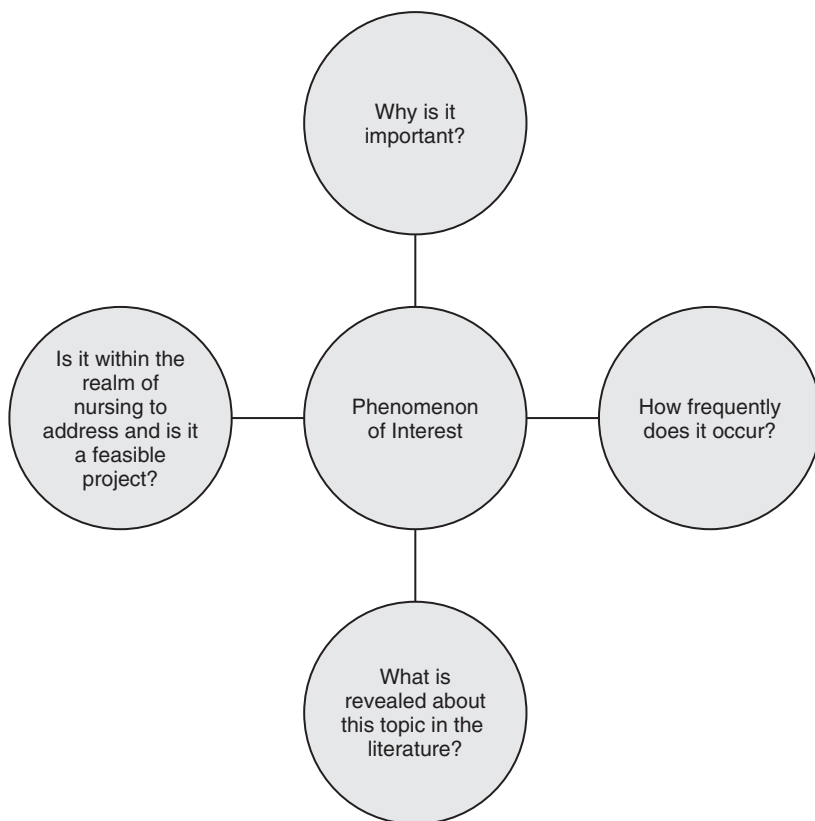 Why is it
important?
Is it within the
realm of
nursing to
address and is it
a feasible
project?
Phenomenon
of Interest
How frequently
does it occur?
What is
revealed about
this topic in the
literature?